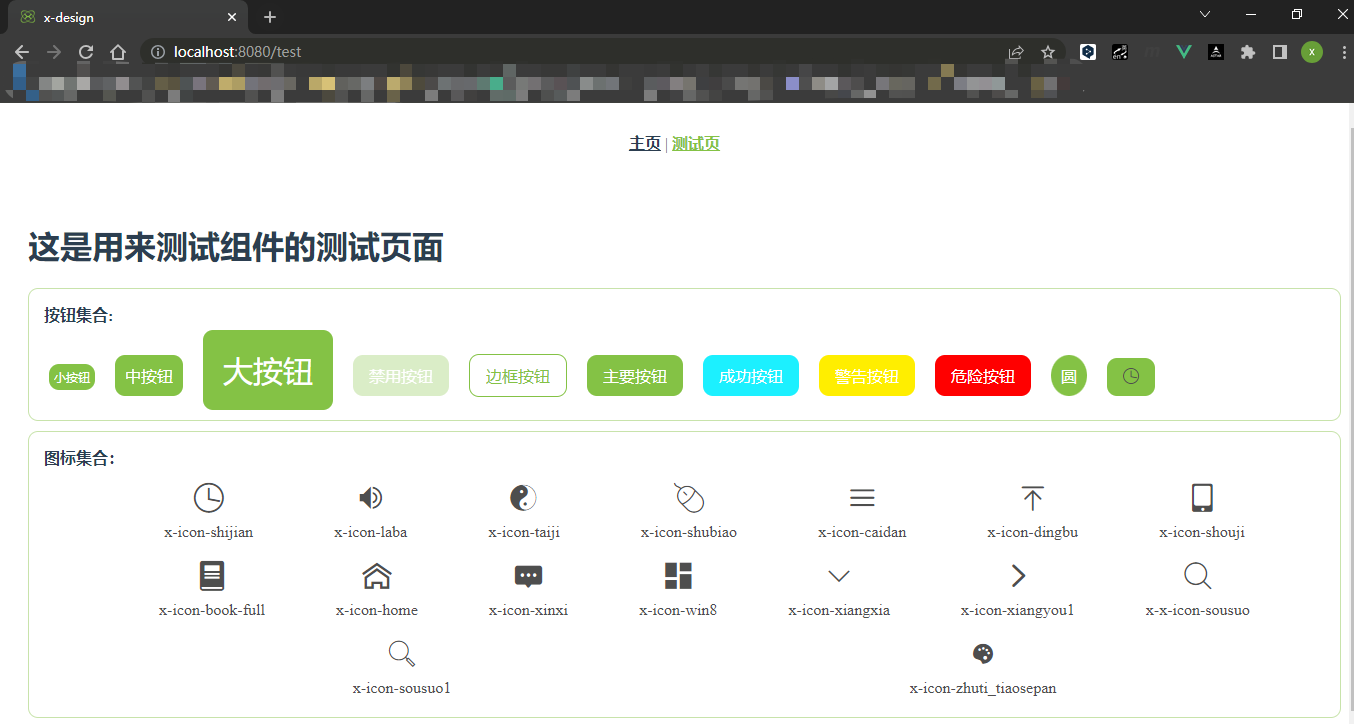 x-design
localhost:8080/test
主页 | 测试页
这是用来测试组件的测试页面
按钮集合:
小按钮 中按钮 大按钮 禁用按钮 边框按钮 主要按钮 成功按钮 警告按钮 危险按钮 圆
图标集合:
x-icon-shijian x-icon-laba x-icon-taiji x-icon-shubiao x-icon-caidan x-icon-dingbu x-icon-shouji
x-icon-book-full x-icon-home x-icon-xinxi x-icon-win8 x-icon-xiangxia x-icon-xiangyou1 x-x-icon-sousuo
x-icon-sousuo1 x-icon-zhuti_tiaosepan